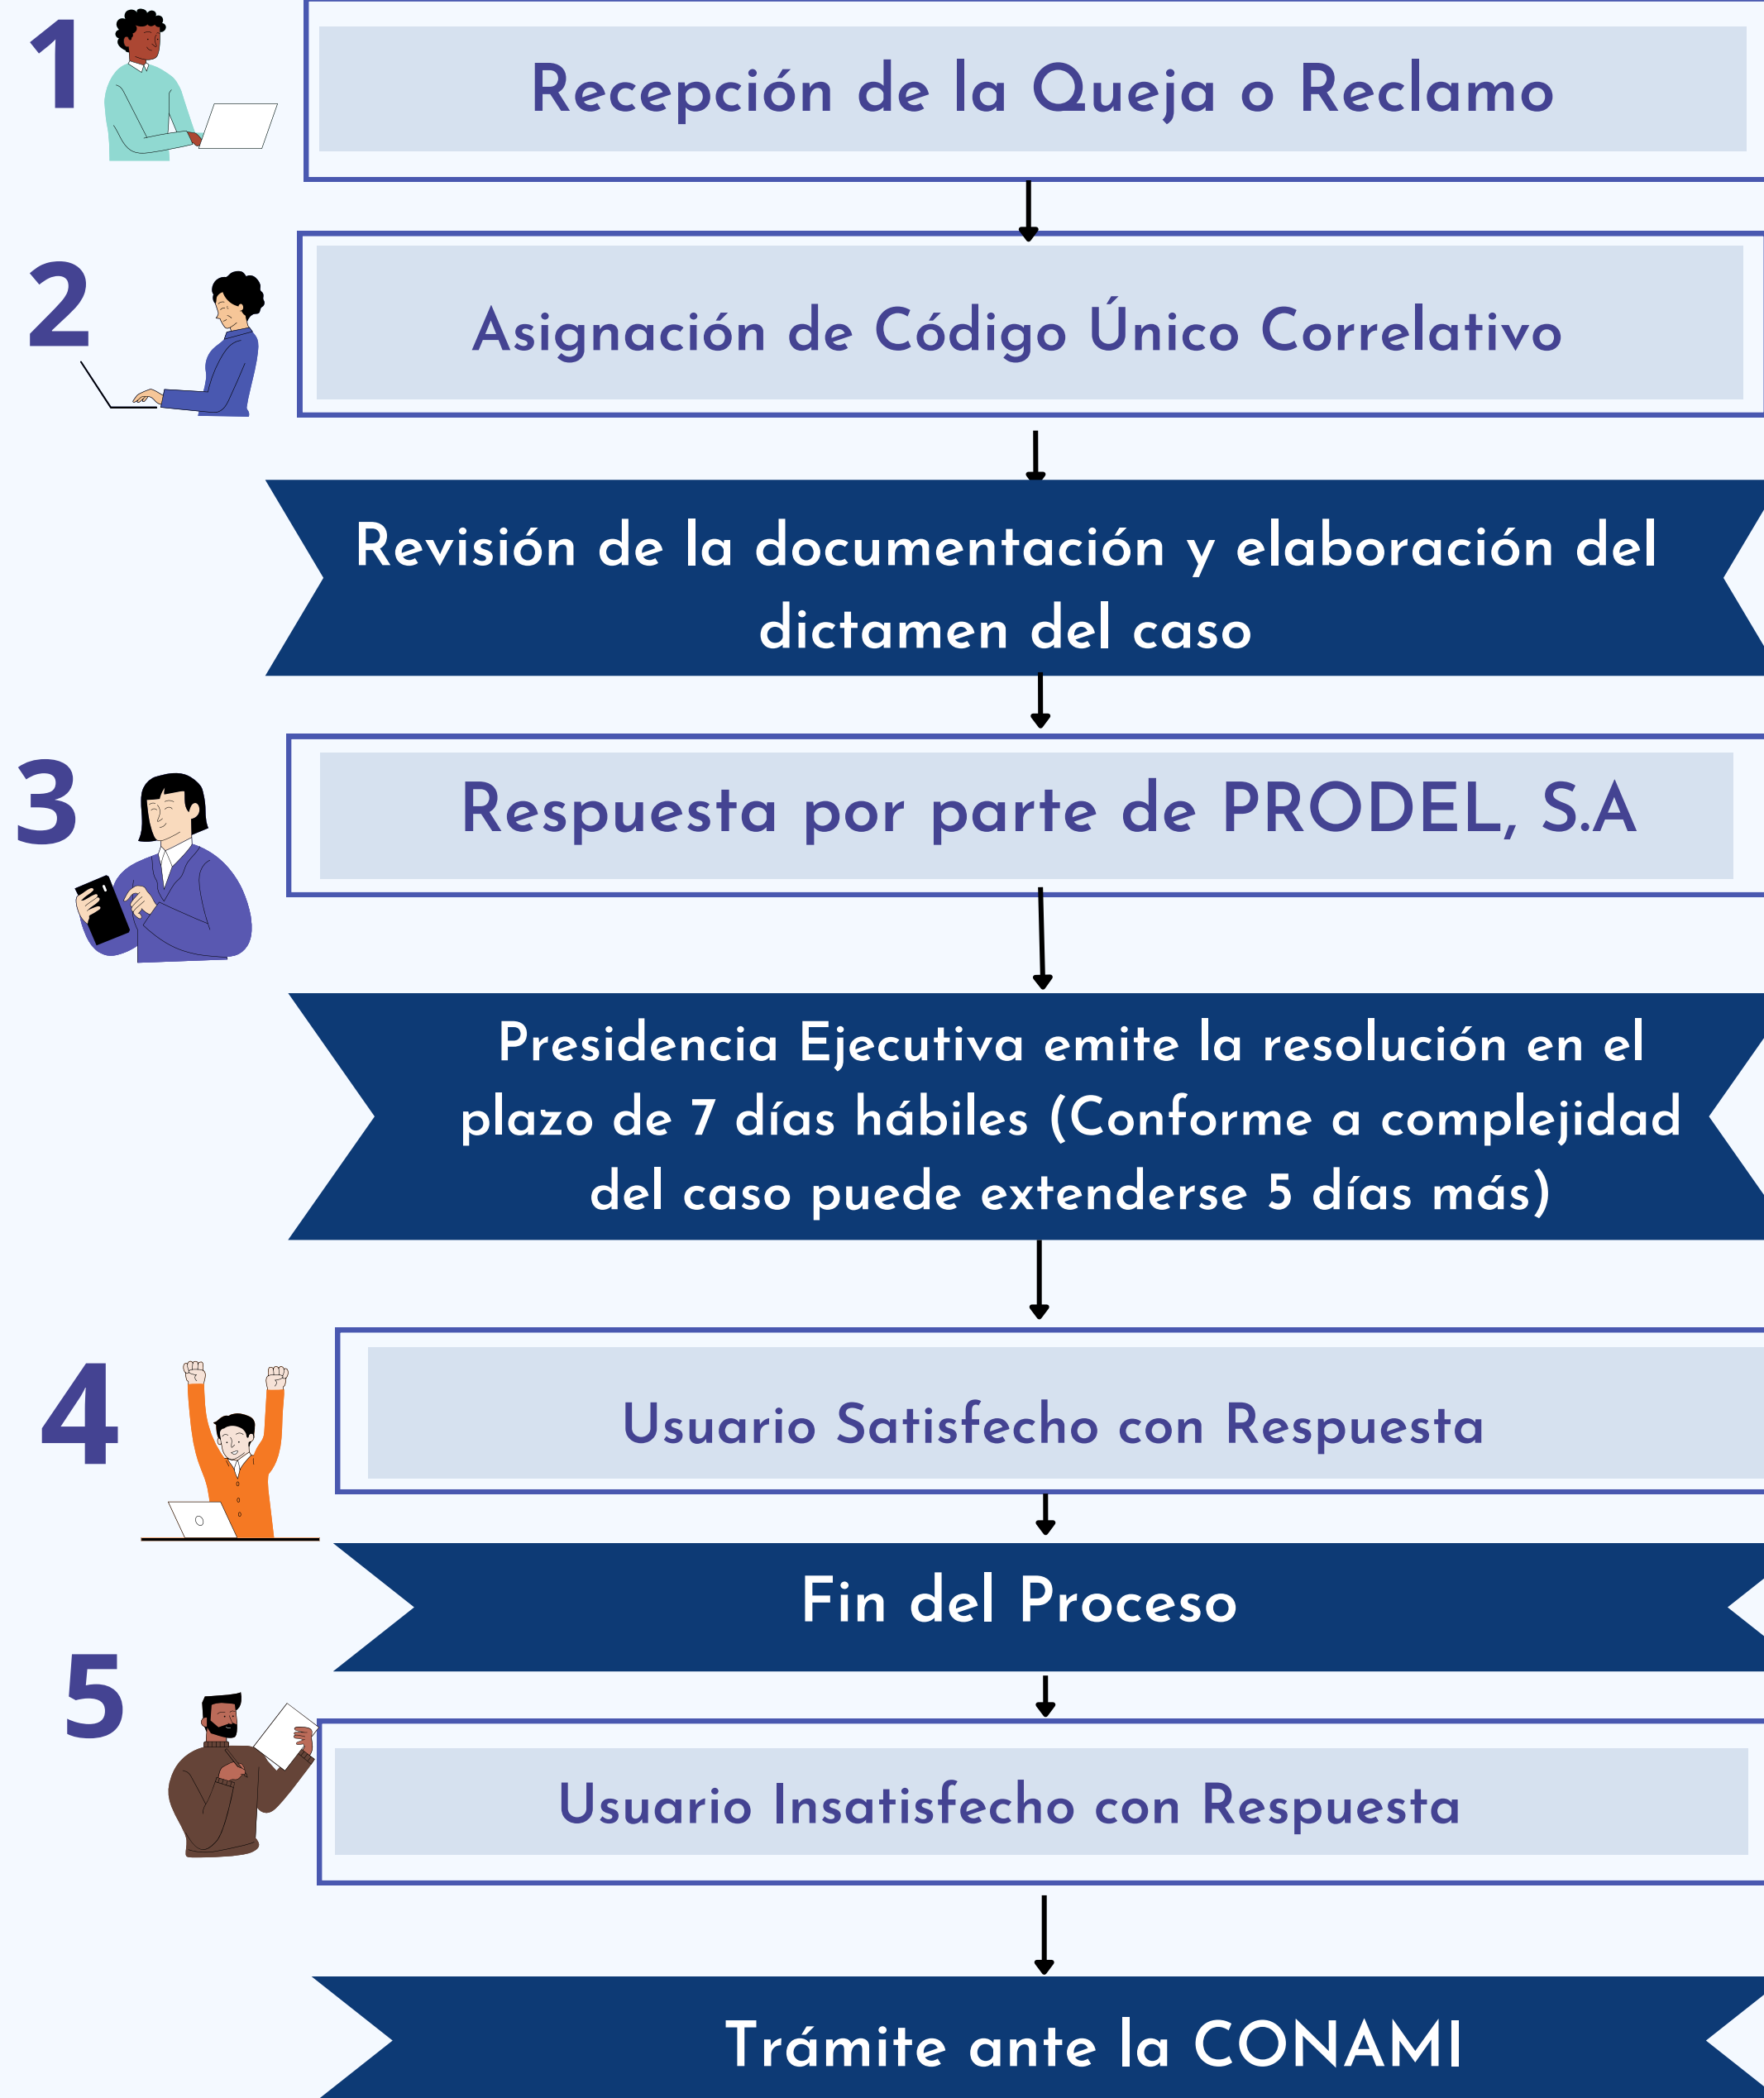 1
Recepción de la Queja o Reclamo
2
Asignación de Código Único Correlativo
Revisión de la documentación y elaboración del
dictamen del caso
3
Respuesta por parte de PRODEL, S.A
Presidencia Ejecutiva emite la resolución en el
plazo de 7 días hábiles (Conforme a complejidad
del caso puede extenderse 5 días más)
4
Usuario Satisfecho con Respuesta
Fin del Proceso
5
Usuario Insatisfecho con Respuesta
Trámite ante la CONAMI